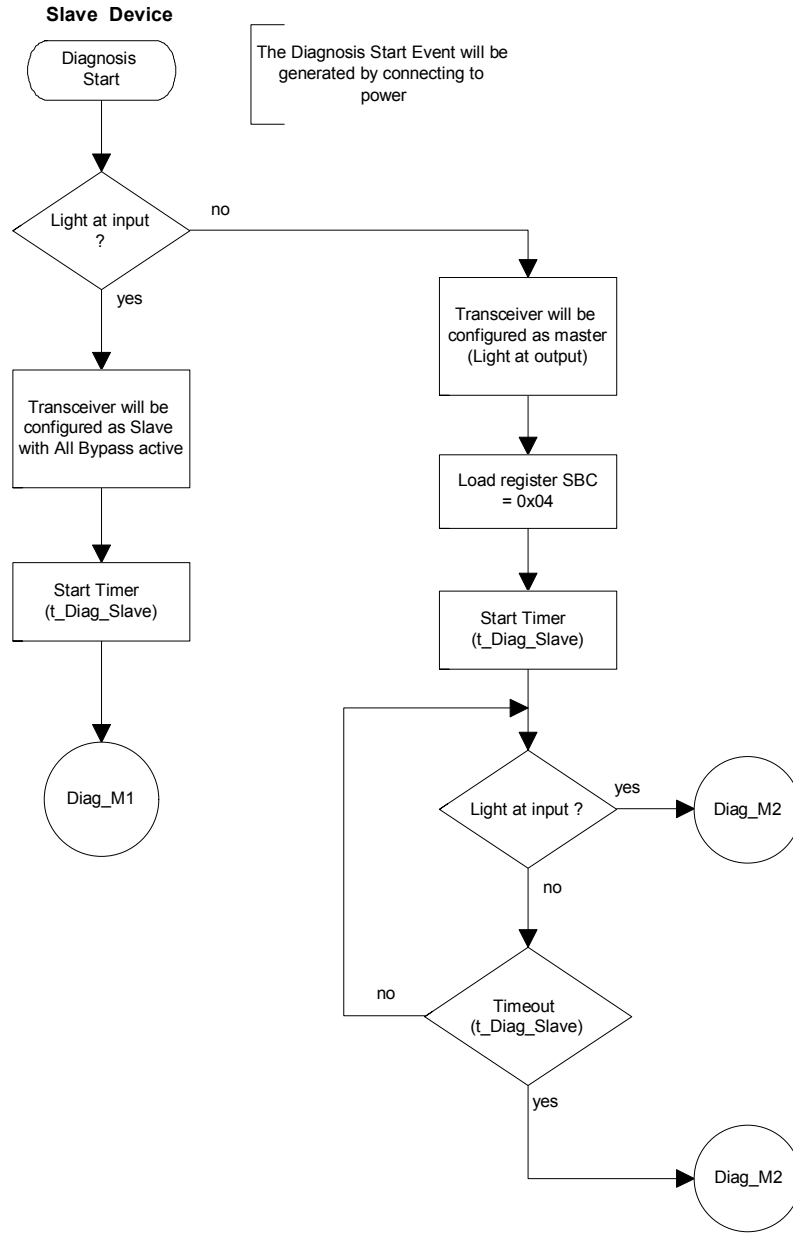 Slave Device
Diagnosis
Start
The Diagnosis Start Event will be
generated by connecting to
power
Light at input
?
no
yes
Transceiver will be
configured as Slave
with All Bypass active
Start Timer
(t_Diag_Slave)
Diag_M1
Transceiver will be
configured as master
(Light at output)
Load register SBC
= 0x04
Start Timer
(t_Diag_Slave)
Light at input ?
yes
Diag_M2
no
Timeout
(t_Diag_Slave)
no
yes
Diag_M2